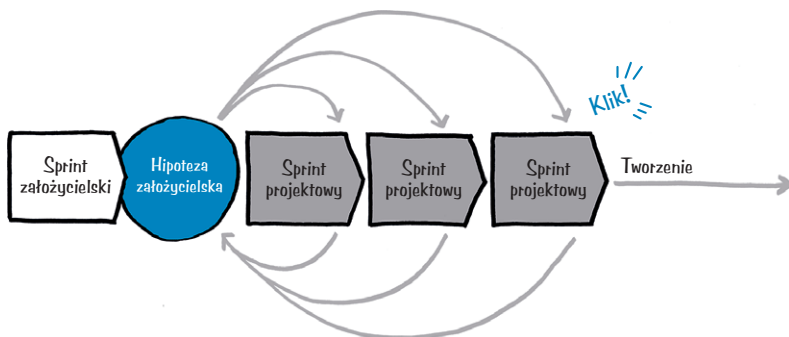 Klik!
Sprint
założycielski
Hipoteza
założycielska
Sprint
projektowy
Sprint
projektowy
Sprint
projektowy
Tworzenie